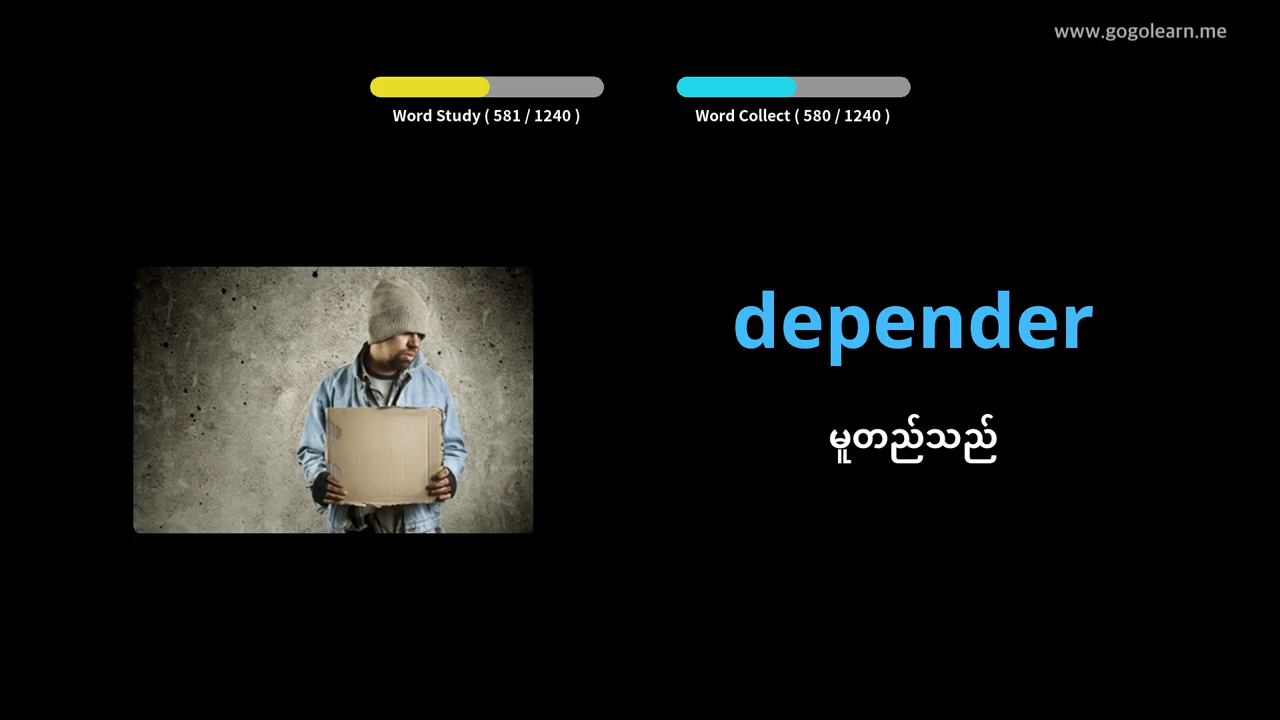 www.gogolearn.me
Word Study ( 581 / 1240 )
Word Collect ( 580 / 1240 )
depender
မူတည်သည်